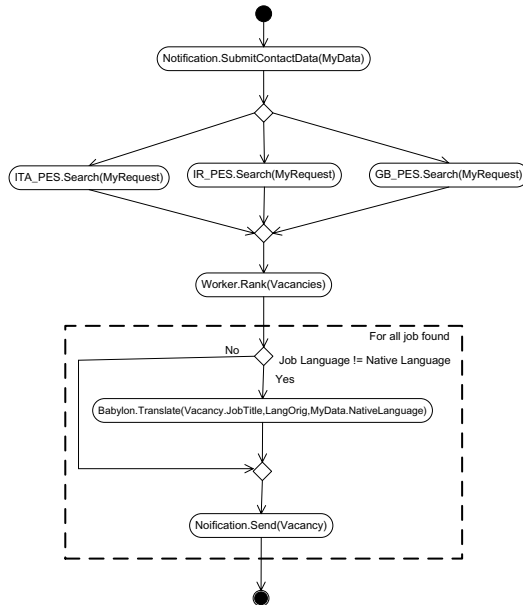 Notification.SubmitContactData(MyData)
ITA_PES.Search(MyRequest)
IR_PES.Search(MyRequest)
GB_PES.Search(MyRequest)
Worker.Rank(Vacancies)
For all job found
No
Job Language != Native Language
Yes
Babylon.Translate(Vacancy.JobTitle,LangOrig,MyData.NativeLanguage)
Noification.Send(Vacancy)